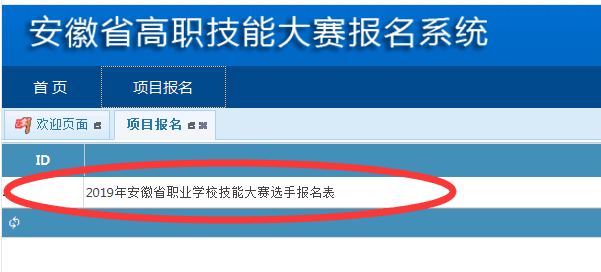 安徽省高职技能大赛报名系统
首 页 项目报名
欢迎页面 项目报名
ID
2019年安徽省职业学校技能大赛选手报名表